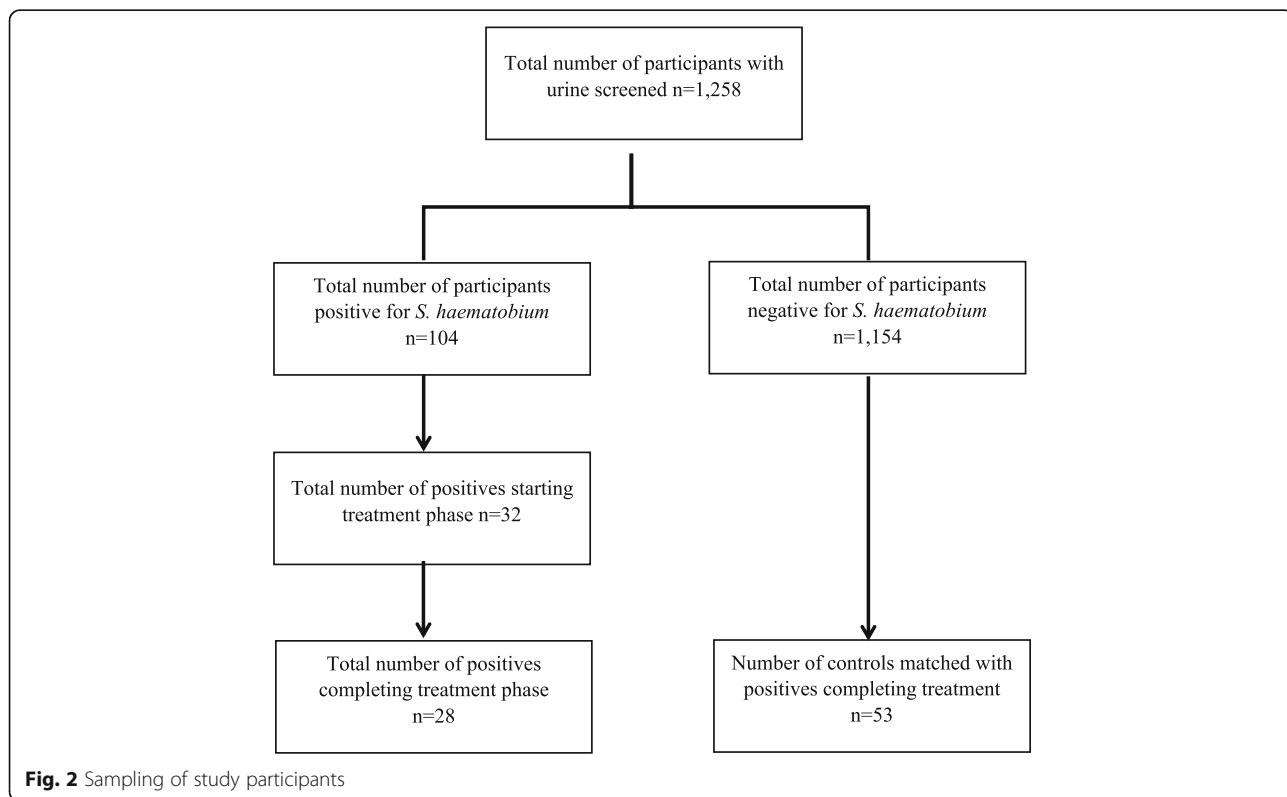 Total number of participants with
urine screened n=1,258
Total number of participants
positive for S. haematobium
n=104
Total number of participants
negative for S. haematobium
n=1,154
Total number of positives starting
treatment phase n=32
Total number of positives
completing treatment phase
n=28
Number of controls matched with
positives completing treatment
n=53
Fig. 2 Sampling of study participants